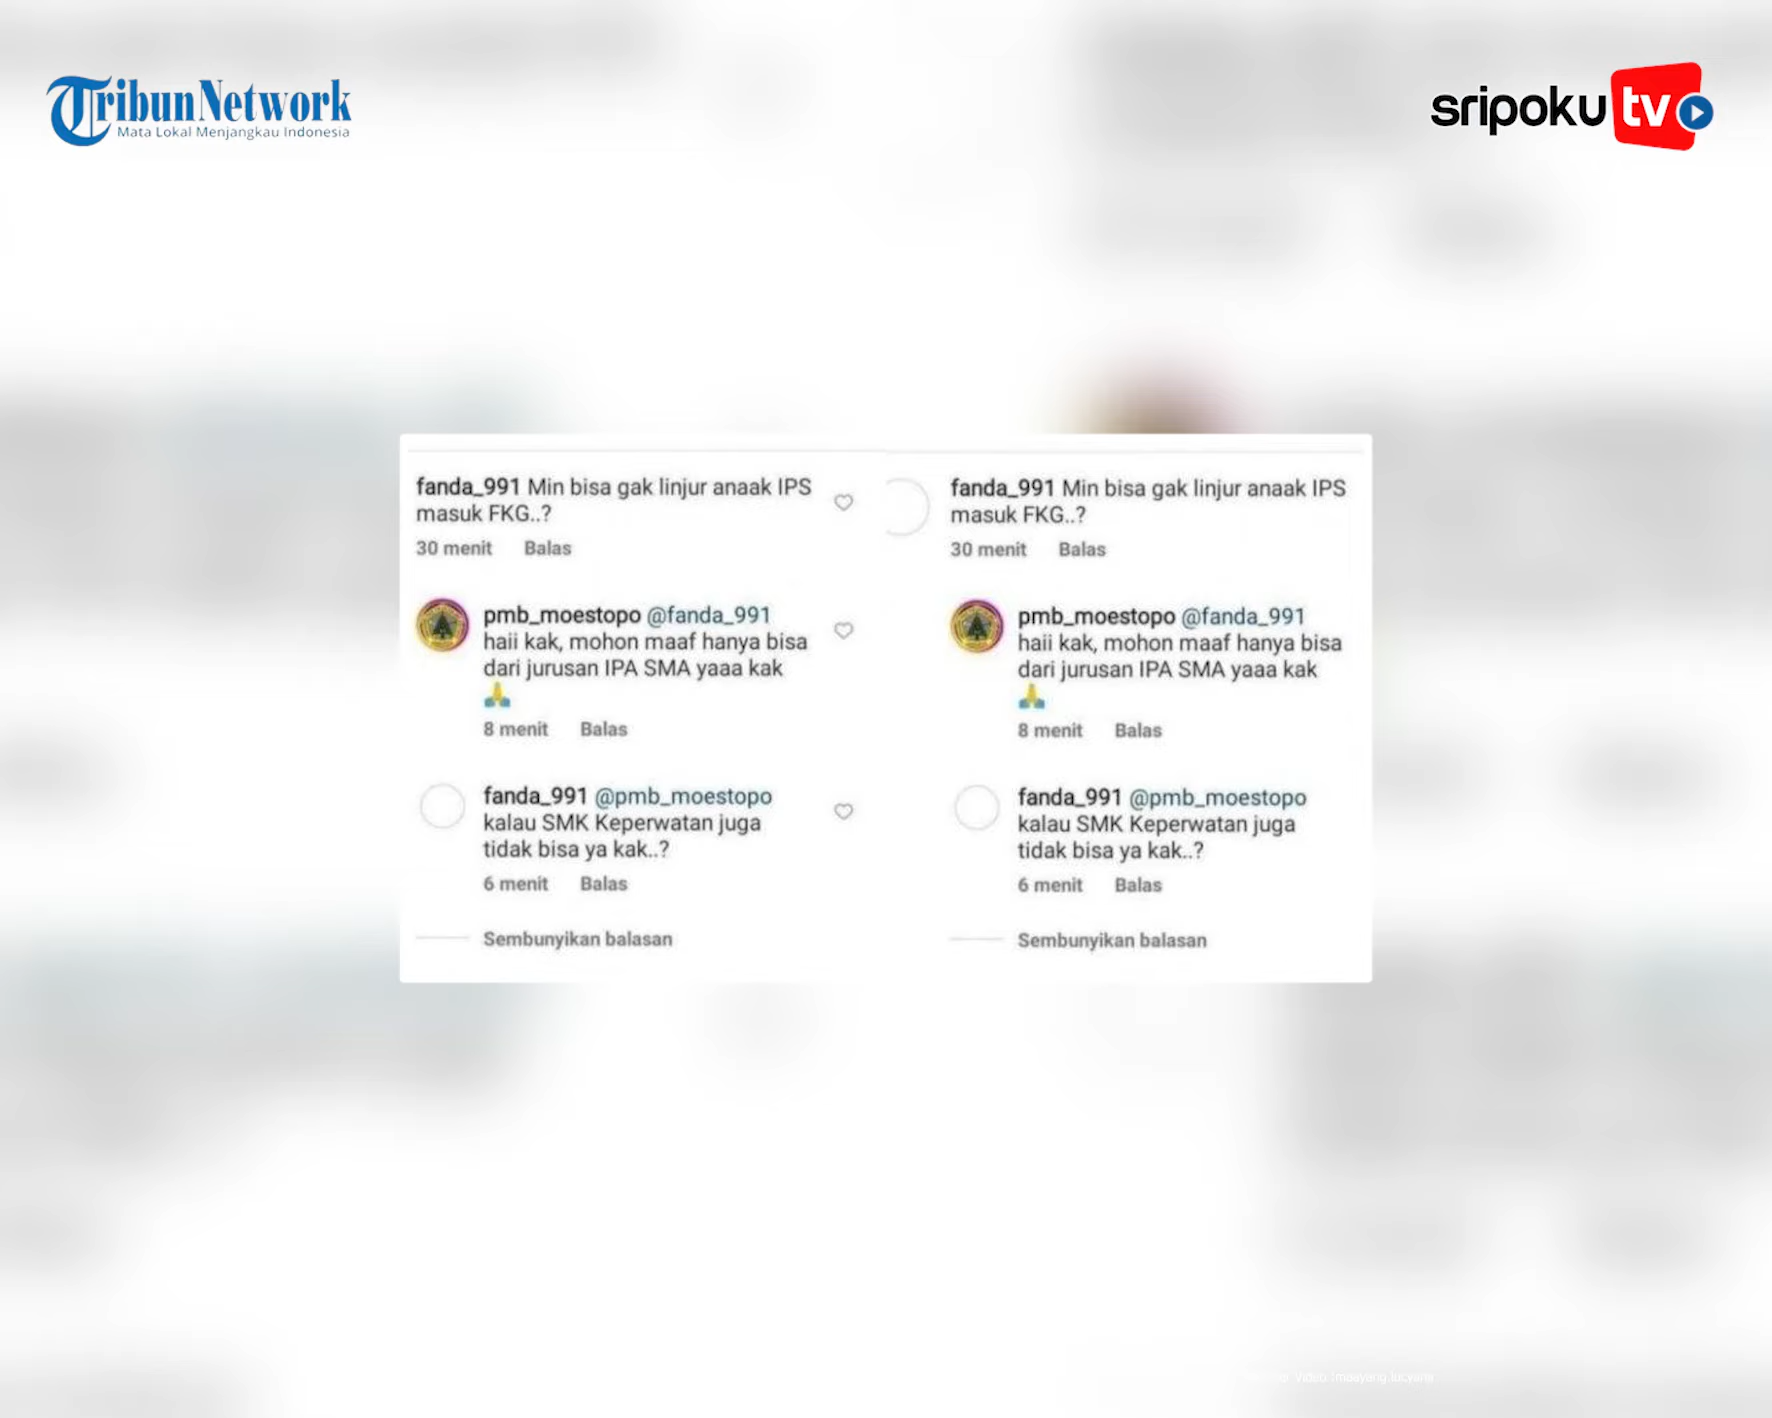 TribunNetwork
Mata Lokal Menjangkau Indonesia
sripoku tv
fanda_991 Min bisa gak linjur anaak IPS
masuk FKG..?
30 menit Balas
pmb_moestopo @fanda_991
haii kak, mohon maaf hanya bisa
dari jurusan IPA SMA yaaa kak
🙏
8 menit Balas
fanda_991 @pmb_moestopo
kalau SMK Keperwatan juga
tidak bisa ya kak..?
6 menit Balas
Sembunyikan balasan
fanda_991 Min bisa gak linjur anaak IPS
masuk FKG..?
30 menit Balas
pmb_moestopo @fanda_991
haii kak, mohon maaf hanya bisa
dari jurusan IPA SMA yaaa kak
🙏
8 menit Balas
fanda_991 @pmb_moestopo
kalau SMK Keperwatan juga
tidak bisa ya kak..?
6 menit Balas
Sembunyikan balasan
Video